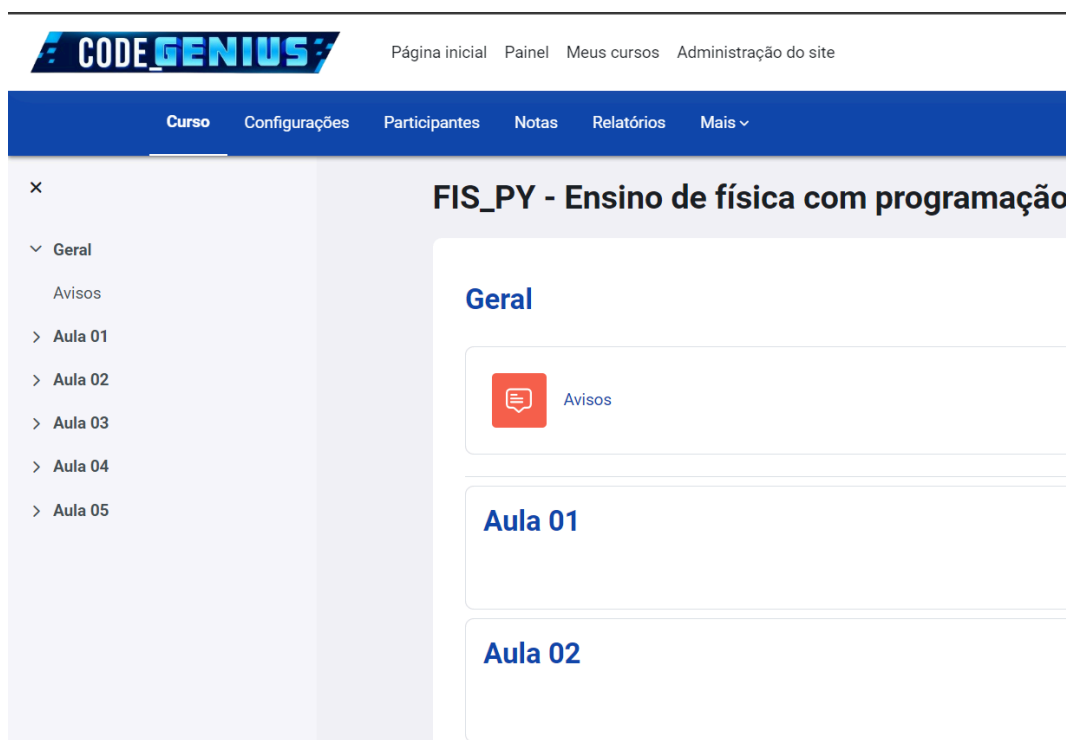 CODE_GENIUS
Página inicial Painel Meus cursos Administração do site
Curso Configurações Participantes Notas Relatórios Mais
FIS_PY - Ensino de física com programação
Geral
Avisos
Aula 01
Aula 02
Aula 03
Aula 04
Aula 05
Geral
Avisos
Aula 01
Aula 02